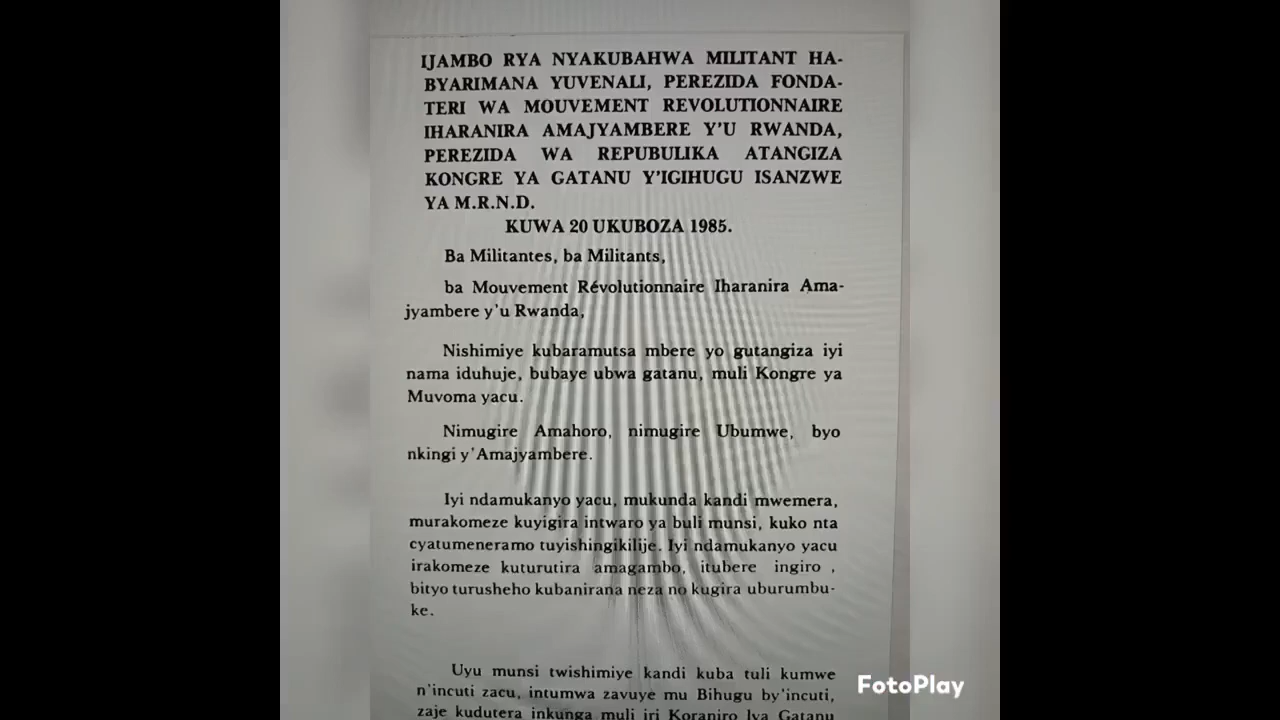 IJAMBO RYA NYAKUBAHWA MILITANT HA-
BYARIMANA YUVENALI, PEREZIDA FONDA-
TERI WA MOUVEMENT REVOLUTIONNAIRE
IHARANIRA AMAJYAMBERE Y'U RWANDA,
PEREZIDA WA REPUBULIKA ATANGIZA
KONGRE YA GATANU Y'IGIHUGU ISANZWE
YA M.R.N.D.
KUWA 20 UKUBOZA 1985.
Ba Militantes, ba Militants,
ba Mouvement Révolutionnaire Iharanira Ama-
jyambere y'u Rwanda,
Nishimiye kubaramutsa mbere yo gutangiza iyi
nama iduhuje, bubaye ubwa gatanu, muli Kongre ya
Muvoma yacu.
Nimugire Amahoro, nimugire Ubumwe, byo
nkingi y'Amajyambere.
Iyi ndamukanyo yacu, mukunda kandi mwemera,
murakomeze kuyigira intwaro ya buli munsi, kuko nta
cyatumeneramo tuyishingikilije. Iyi ndamukanyo yacu
irakomeze kuturutira amagambo, itubere ingiro ,
bityo turusheho kubanirana neza no kugira uburumbu-
ke.
Uyu munsi twishimiye kandi kuba tuli kumwe
n'incuti zacu, intumwa zavuye mu Bihugu by'incuti,
zaje kudutera inkunga muli iri Koraniro Lya Gatanu
FotoPlay